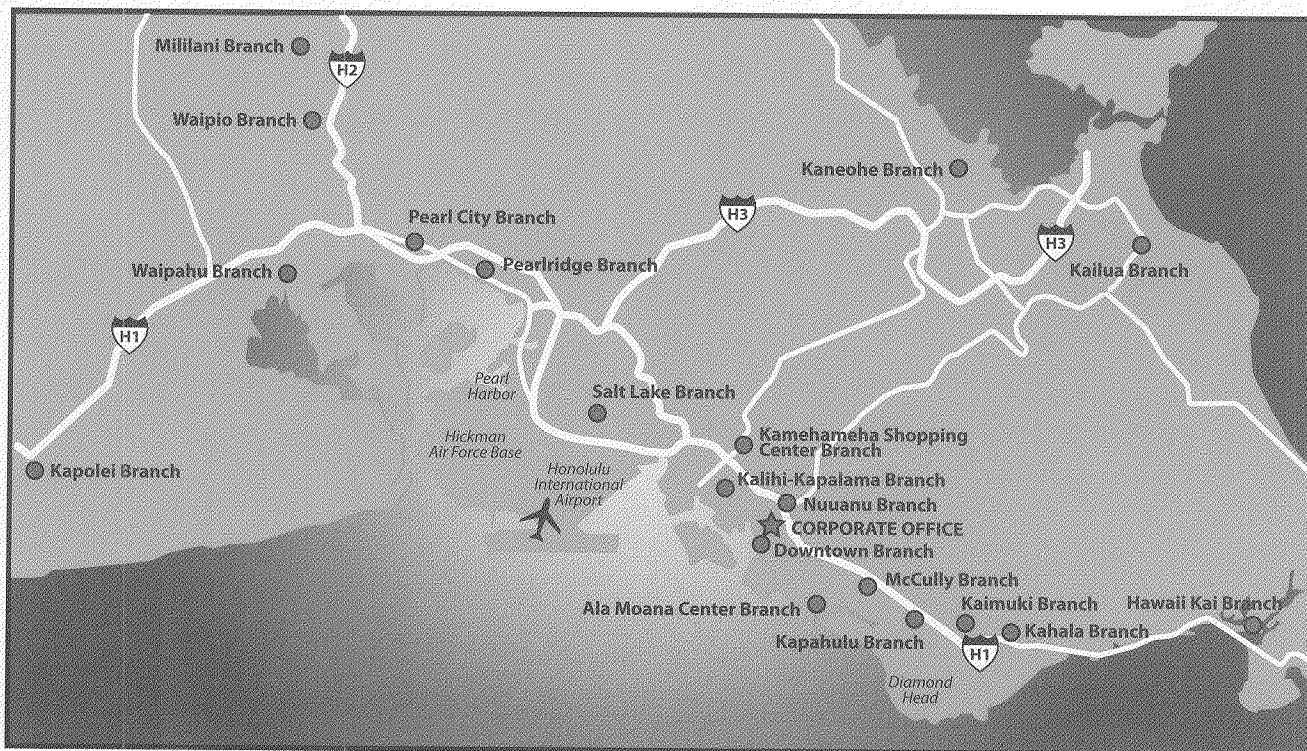 Mililani Branch
H2
Waipio Branch
Kaneohe Branch
Pearl City Branch
H3
H3
Waipahu Branch
Pearlridge Branch
Kailua Branch
H1
Pearl
Harbor
Salt Lake Branch
Hickman
Air Force Base
Kamehameha Shopping
Center Branch
Kapolei Branch
Honolulu
International
Airport
Kalihi-Kapalama Branch
Nuuanu Branch
CORPORATE OFFICE
Downtown Branch
McCully Branch
Ala Moana Center Branch
Kaimuki Branch
Hawaii Kai Branch
Kapahulu Branch
Kahala Branch
H1
Diamond
Head